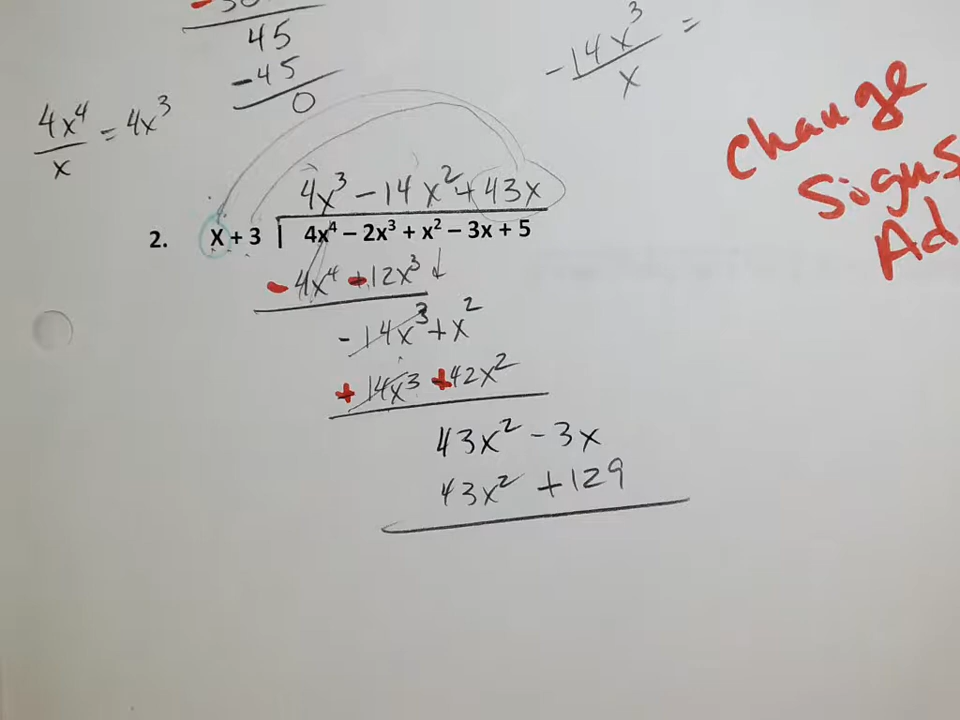 45
-45
0
-14x³ =
x
4x⁴ = 4x³
x
Change
Signs
Ad
4x³ - 14x² + 43x
2. X + 3 | 4x⁴ – 2x³ + x² – 3x + 5
- 4x⁴ - 12x³ ↓
- 14x³ + x²
+ 14x³ + 42x²
43x² - 3x
43x² + 129